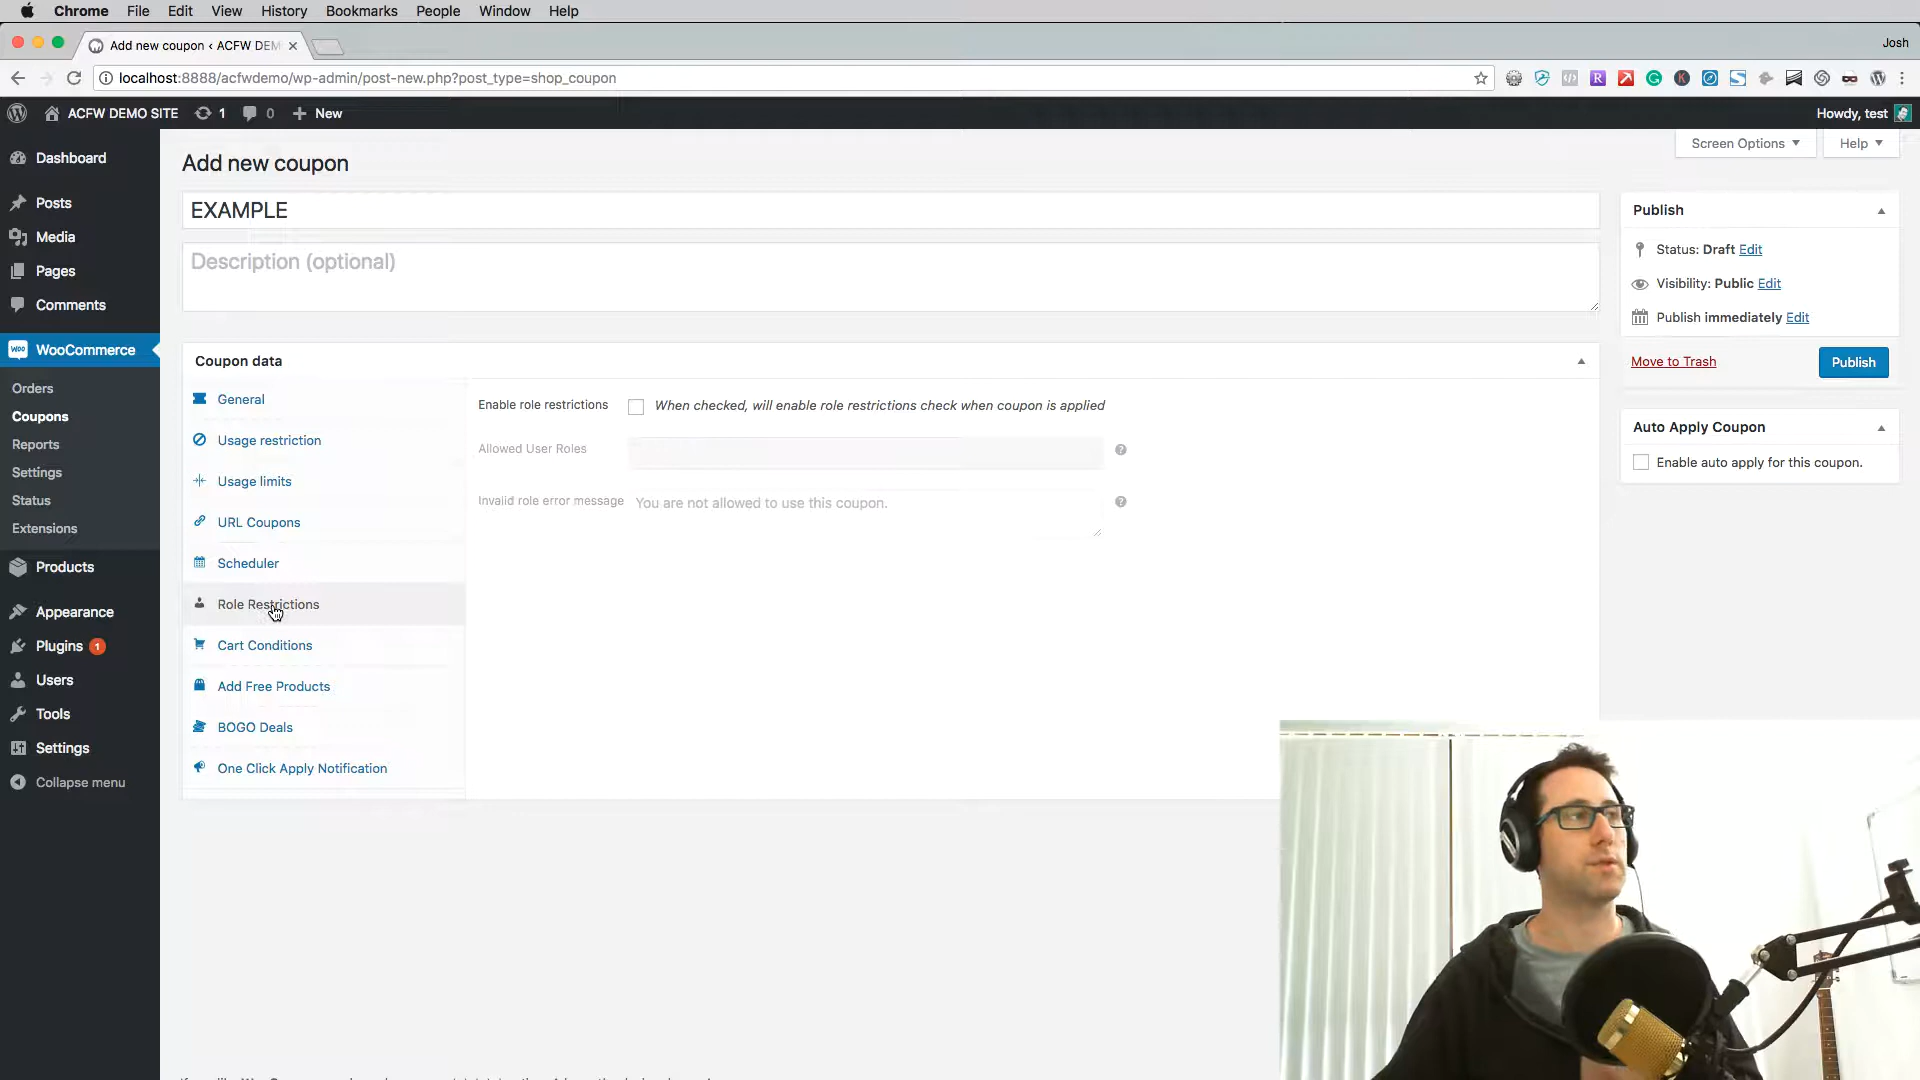 Chrome File Edit View History Bookmarks People Window Help
Add new coupon ‹ ACFW DEM
Josh
localhost:8888/acfwdemo/wp-admin/post-new.php?post_type=shop_coupon
ACFW DEMO SITE 1 0 New
Howdy, test
Screen Options Help
Add new coupon
EXAMPLE
Description (optional)
Dashboard
Posts
Media
Pages
Comments
WooCommerce
Orders
Coupons
Reports
Settings
Status
Extensions
Products
Appearance
Plugins 1
Users
Tools
Settings
Collapse menu
Coupon data
General
Usage restriction
Usage limits
URL Coupons
Scheduler
Role Restrictions
Cart Conditions
Add Free Products
BOGO Deals
One Click Apply Notification
Enable role restrictions When checked, will enable role restrictions check when coupon is applied
Allowed User Roles
Invalid role error message You are not allowed to use this coupon.
Publish
Status: Draft Edit
Visibility: Public Edit
Publish immediately Edit
Move to Trash Publish
Auto Apply Coupon
Enable auto apply for this coupon.